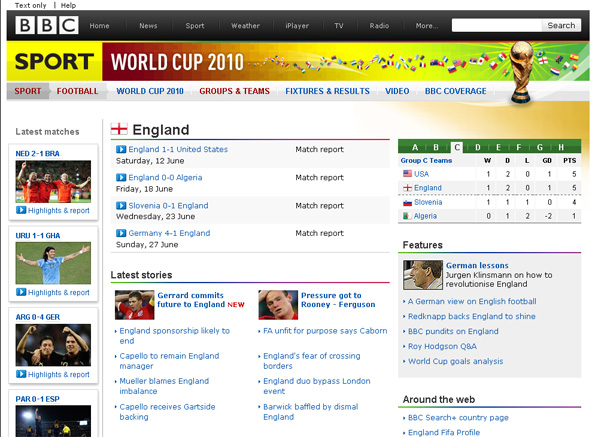 Text only | Help
BBC Home News Sport Weather iPlayer TV Radio More... Search
SPORT WORLD CUP 2010
SPORT FOOTBALL WORLD CUP 2010 GROUPS & TEAMS FIXTURES & RESULTS VIDEO BBC COVERAGE
Latest matches
NED 2-1 BRA
Highlights & report
URU 1-1 GHA
Highlights & report
ARG 0-4 GER
Highlights & report
PAR 0-1 ESP
England
England 1-1 United States Match report
Saturday, 12 June
England 0-0 Algeria Match report
Friday, 18 June
Slovenia 0-1 England Match report
Wednesday, 23 June
Germany 4-1 England Match report
Sunday, 27 June
Latest stories
Gerrard commits
future to England NEW
England sponsorship likely to
end
Capello to remain England
manager
Mueller blames England
imbalance
Capello receives Gartside
backing
Pressure got to
Rooney - Ferguson
FA unfit for purpose says Caborn
England's fear of crossing
borders
England duo bypass London
event
Barwick baffled by dismal
England
A B C D E F G H
Group C Teams W D L GD PTS
USA 1 2 0 1 5
England 1 2 0 1 5
Slovenia 1 1 1 0 4
Algeria 0 1 2 -2 1
Features
German lessons
Jurgen Klinsmann on how to
revolutionise England
A German view on English football
Redknapp backs England to shine
BBC pundits on England
Roy Hodgson Q&A
World Cup goals analysis
Around the web
BBC Search+ country page
England Fifa Profile